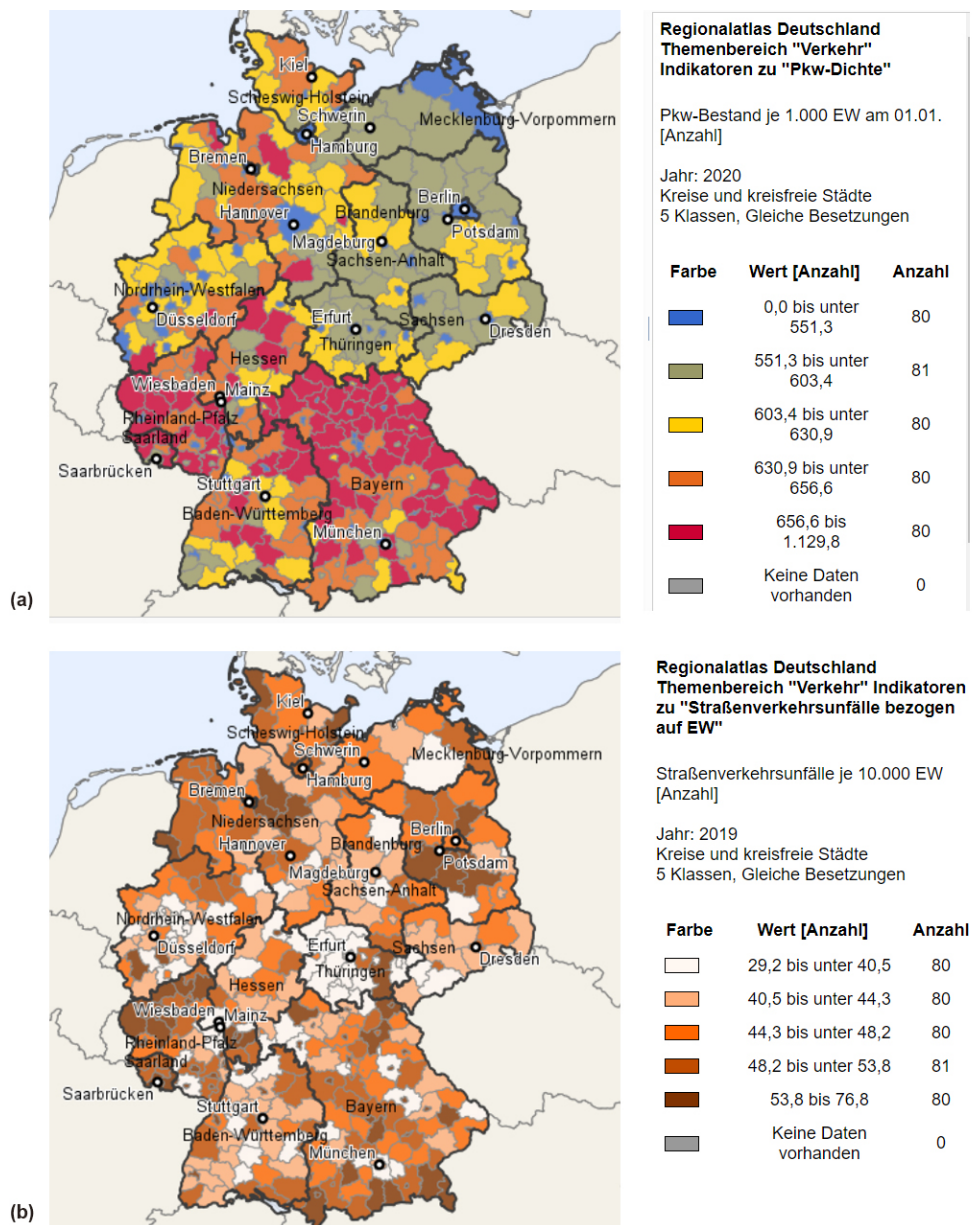 Kiel
Schleswig-Holstein
Schwerin
Mecklenburg-Vorpommern
Hamburg
Bremen
Niedersachsen
Berlin
Hannover
Brandenburg
Potsdam
Magdeburg
Sachsen-Anhalt
Nordrhein-Westfalen
Düsseldorf
Erfurt
Sachsen
Dresden
Thüringen
Hessen
Wiesbaden
Mainz
Rheinland-Pfalz
Saarland
Saarbrücken
Stuttgart
Bayern
Baden-Württemberg
München
(a)
Regionalatlas Deutschland
Themenbereich "Verkehr"
Indikatoren zu "Pkw-Dichte"
Pkw-Bestand je 1.000 EW am 01.01.
[Anzahl]
Jahr: 2020
Kreise und kreisfreie Städte
5 Klassen, Gleiche Besetzungen
Farbe Wert [Anzahl] Anzahl
0,0 bis unter
551,3 80
551,3 bis unter
603,4 81
603,4 bis unter
630,9 80
630,9 bis unter
656,6 80
656,6 bis
1.129,8 80
Keine Daten
vorhanden 0
Kiel
Schleswig-Holstein
Schwerin
Mecklenburg-Vorpommern
Hamburg
Bremen
Niedersachsen
Berlin
Hannover
Brandenburg
Potsdam
Magdeburg
Sachsen-Anhalt
Nordrhein-Westfalen
Düsseldorf
Erfurt
Sachsen
Dresden
Thüringen
Hessen
Wiesbaden
Mainz
Rheinland-Pfalz
Saarland
Saarbrücken
Stuttgart
Bayern
Baden-Württemberg
München
(b)
Regionalatlas Deutschland
Themenbereich "Verkehr" Indikatoren
zu "Straßenverkehrsunfälle bezogen
auf EW"
Straßenverkehrsunfälle je 10.000 EW
[Anzahl]
Jahr: 2019
Kreise und kreisfreie Städte
5 Klassen, Gleiche Besetzungen
Farbe Wert [Anzahl] Anzahl
29,2 bis unter 40,5 80
40,5 bis unter 44,3 80
44,3 bis unter 48,2 80
48,2 bis unter 53,8 81
53,8 bis 76,8 80
Keine Daten
vorhanden 0